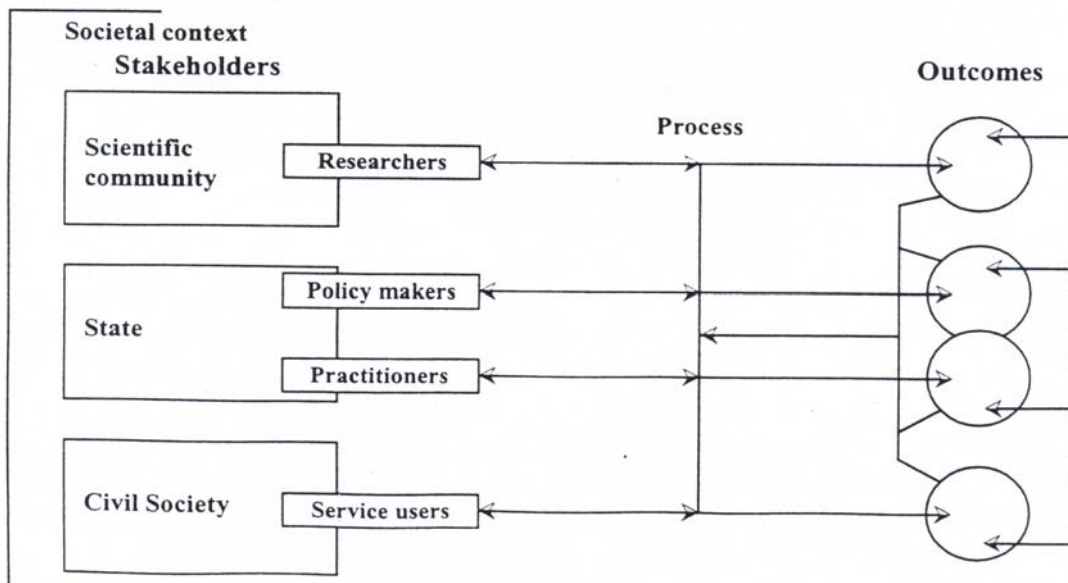 Societal context
Stakeholders
Outcomes
Process
Scientific
community
Researchers
Policy makers
State
Practitioners
Civil Society
Service users